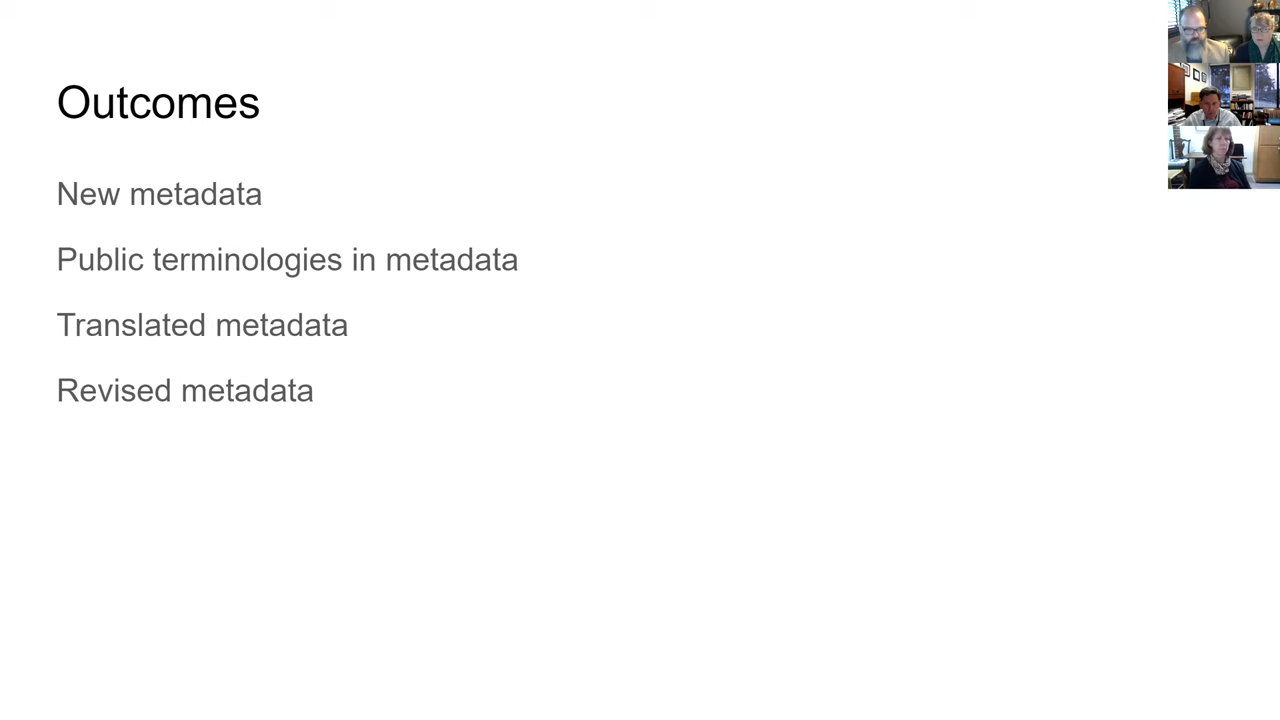 Outcomes
New metadata
Public terminologies in metadata
Translated metadata
Revised metadata